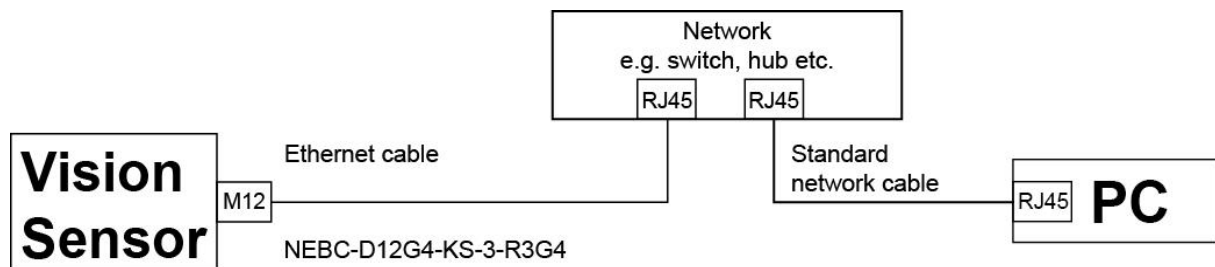 Network
e.g. switch, hub etc.
RJ45 RJ45
Ethernet cable
Standard
network cable
Vision
Sensor
M12
RJ45
PC
NEBC-D12G4-KS-3-R3G4